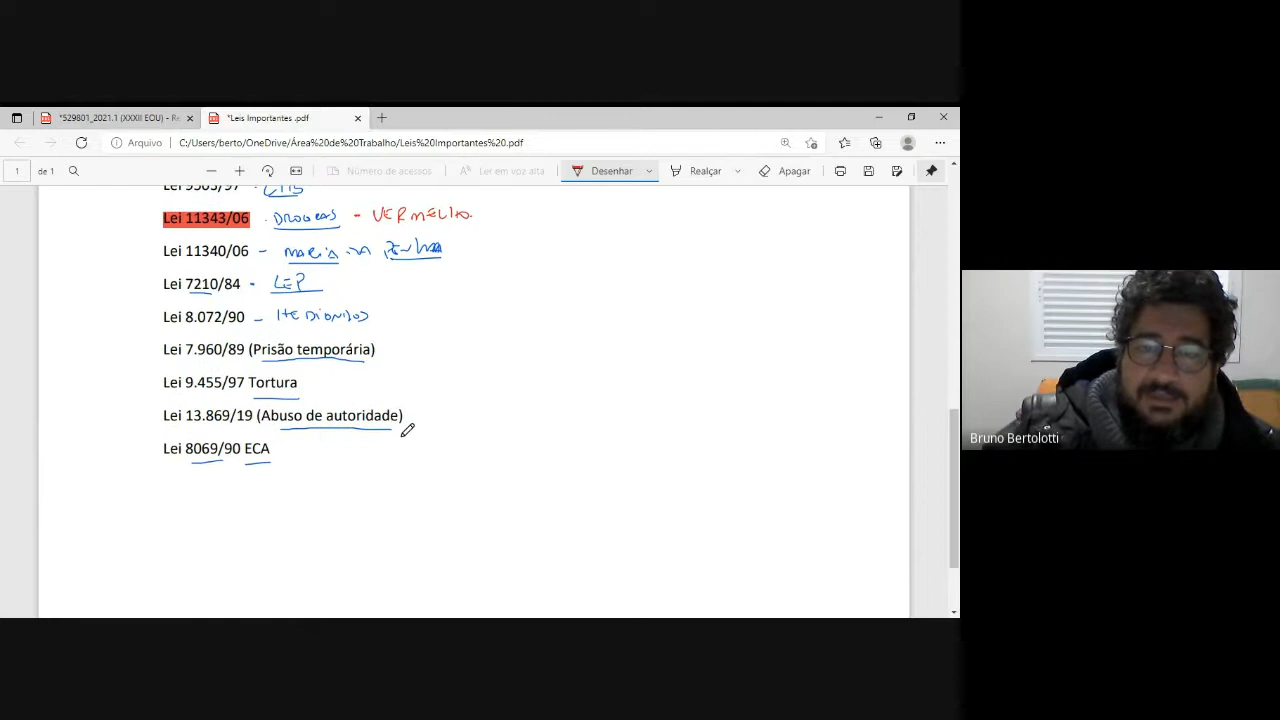 *529801_2021.1 (XXXII EOU) - Re
*Leis Importantes .pdf
Arquivo C:/Users/berto/OneDrive/Área%20de%20Trabalho/Leis%20Importantes%20.pdf
1 de 1 Número de acessos Ler em voz alta Desenhar Realçar Apagar
Lei 9503/97 - CTB
Lei 11343/06 - DROGAS - VERMELHO.
Lei 11340/06 - MARIA DA PENHA
Lei 7210/84 - LEP
Lei 8.072/90 - HEDIONDOS
Lei 7.960/89 (Prisão temporária)
Lei 9.455/97 Tortura
Lei 13.869/19 (Abuso de autoridade)
Lei 8069/90 ECA
Bruno Bertolotti